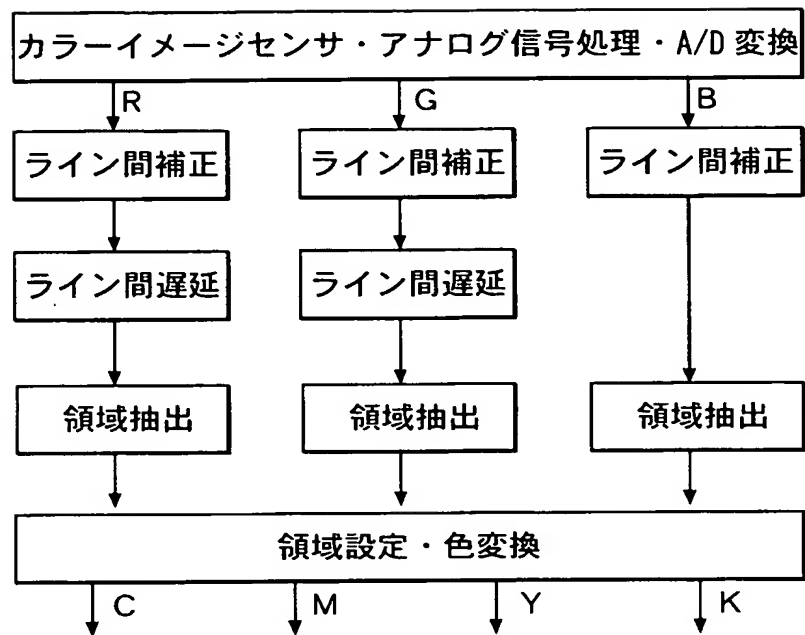 カラーイメージセンサ・アナログ信号処理・A/D変換
R G B
ライン間補正 ライン間補正 ライン間補正
ライン間遅延 ライン間遅延
領域抽出 領域抽出 領域抽出
領域設定・色変換
C M Y K